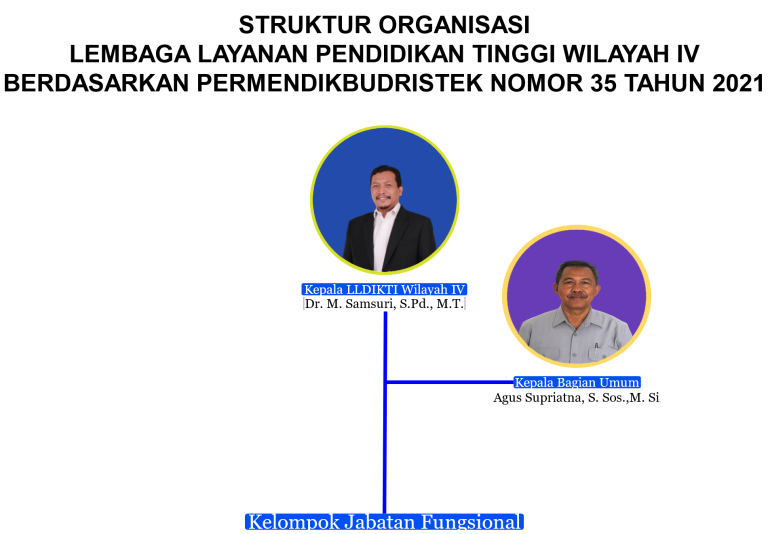 STRUKTUR ORGANISASI
LEMBAGA LAYANAN PENDIDIKAN TINGGI WILAYAH IV
BERDASARKAN PERMENDIKBUDRISTEK NOMOR 35 TAHUN 2021
Kepala LLDIKTI Wilayah IV
Dr. M. Samsuri, S.Pd., M.T.
Kepala Bagian Umum
Agus Supriatna, S. Sos.,M. Si
Kelompok Jabatan Fungsional